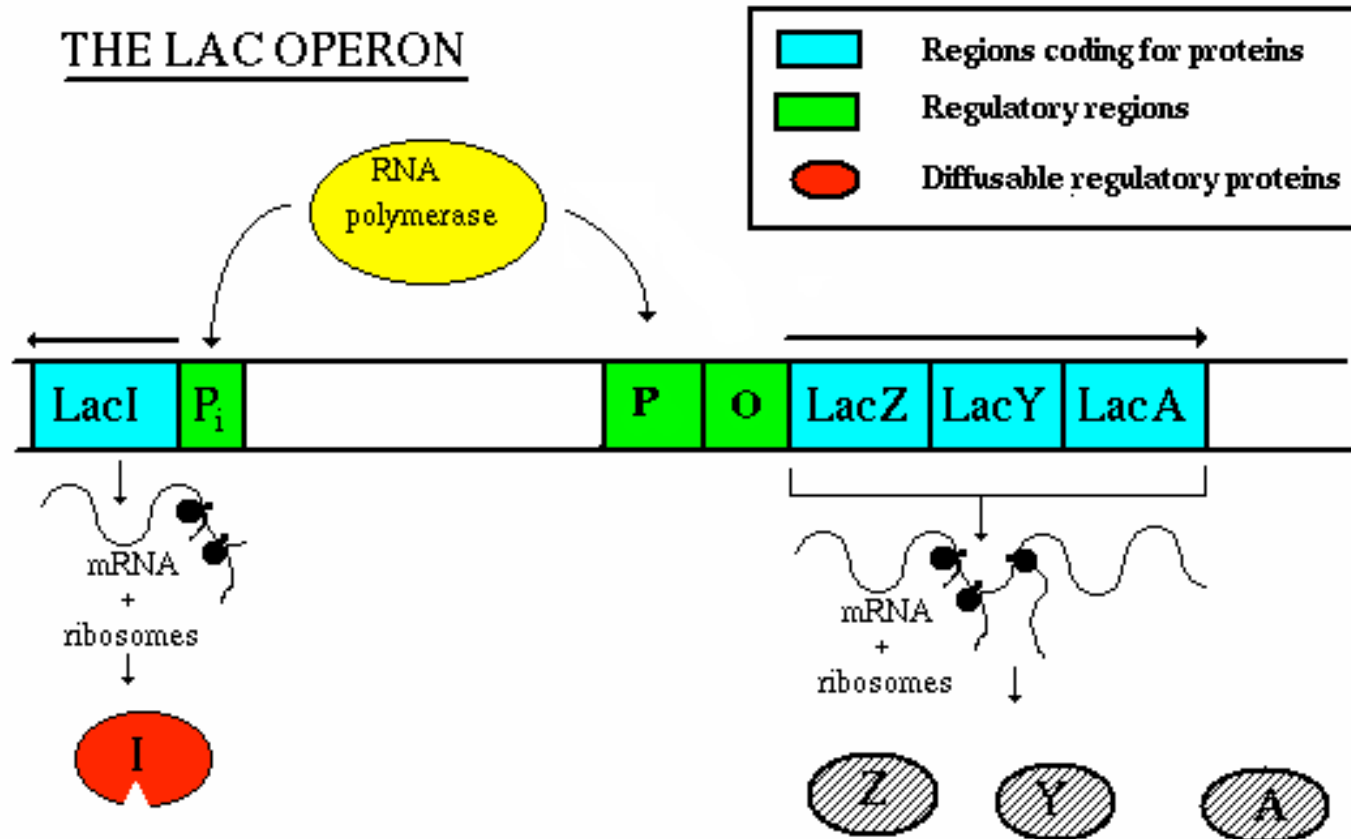 THE LAC OPERON
Regions coding for proteins
Regulatory regions
Diffusable regulatory proteins
RNA
polymerase
LacI Pi P O LacZ LacY LacA
mRNA
+
ribosomes
I
mRNA
+
ribosomes
Z Y A